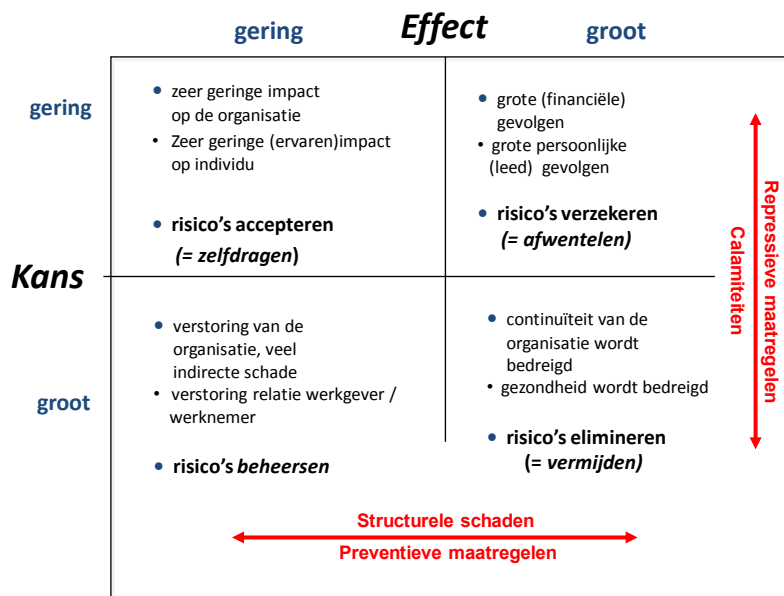 Effect
gering
groot
gering
• zeer geringe impact
op de organisatie
• Zeer geringe (ervaren)impact
op individu
• risico's accepteren
(= zelfdragen)
• grote (financiële)
gevolgen
• grote persoonlijke
(leed) gevolgen
• risico's verzekeren
(= afwentelen)
Kans
groot
• verstoring van de
organisatie, veel
indirecte schade
• verstoring relatie werkgever /
werknemer
• risico's beheersen
• continuïteit van de
organisatie wordt
bedreigd
• gezondheid wordt bedreigd
• risico's elimineren
(= vermijden)
Repressieve maatregelen
Calamiteiten
Structurele schaden
Preventieve maatregelen